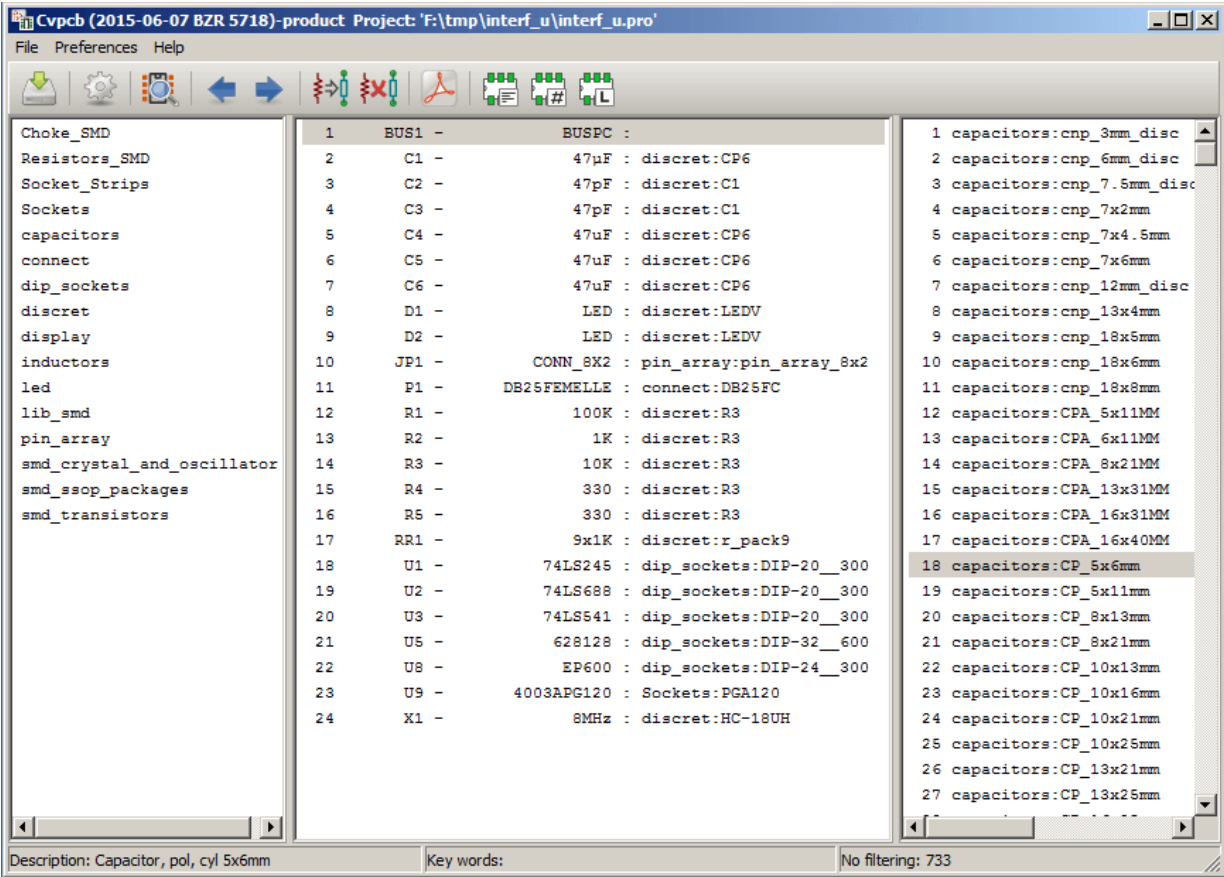 Cvpcb (2015-06-07 BZR 5718)-product Project: 'F:\tmp\interf_u\interf_u.pro'
File Preferences Help
Choke_SMD
Resistors_SMD
Socket_Strips
Sockets
capacitors
connect
dip_sockets
discret
display
inductors
led
lib_smd
pin_array
smd_crystal_and_oscillator
smd_ssop_packages
smd_transistors
1 BUS1 - BUSPC :
2 C1 - 47µF : discret:CP6
3 C2 - 47pF : discret:C1
4 C3 - 47pF : discret:C1
5 C4 - 47uF : discret:CP6
6 C5 - 47uF : discret:CP6
7 C6 - 47uF : discret:CP6
8 D1 - LED : discret:LEDV
9 D2 - LED : discret:LEDV
10 JP1 - CONN_8X2 : pin_array:pin_array_8x2
11 P1 - DB25FEMELLE : connect:DB25FC
12 R1 - 100K : discret:R3
13 R2 - 1K : discret:R3
14 R3 - 10K : discret:R3
15 R4 - 330 : discret:R3
16 R5 - 330 : discret:R3
17 RR1 - 9x1K : discret:r_pack9
18 U1 - 74LS245 : dip_sockets:DIP-20__300
19 U2 - 74LS688 : dip_sockets:DIP-20__300
20 U3 - 74LS541 : dip_sockets:DIP-20__300
21 U5 - 628128 : dip_sockets:DIP-32__600
22 U8 - EP600 : dip_sockets:DIP-24__300
23 U9 - 4003APG120 : Sockets:PGA120
24 X1 - 8MHz : discret:HC-18UH
1 capacitors:cnp_3mm_disc
2 capacitors:cnp_6mm_disc
3 capacitors:cnp_7.5mm_disc
4 capacitors:cnp_7x2mm
5 capacitors:cnp_7x4.5mm
6 capacitors:cnp_7x6mm
7 capacitors:cnp_12mm_disc
8 capacitors:cnp_13x4mm
9 capacitors:cnp_18x5mm
10 capacitors:cnp_18x6mm
11 capacitors:cnp_18x8mm
12 capacitors:CPA_5x11MM
13 capacitors:CPA_6x11MM
14 capacitors:CPA_8x21MM
15 capacitors:CPA_13x31MM
16 capacitors:CPA_16x31MM
17 capacitors:CPA_16x40MM
18 capacitors:CP_5x6mm
19 capacitors:CP_5x11mm
20 capacitors:CP_8x13mm
21 capacitors:CP_8x21mm
22 capacitors:CP_10x13mm
23 capacitors:CP_10x16mm
24 capacitors:CP_10x21mm
25 capacitors:CP_10x25mm
26 capacitors:CP_13x21mm
27 capacitors:CP_13x25mm
Description: Capacitor, pol, cyl 5x6mm
Key words:
No filtering: 733